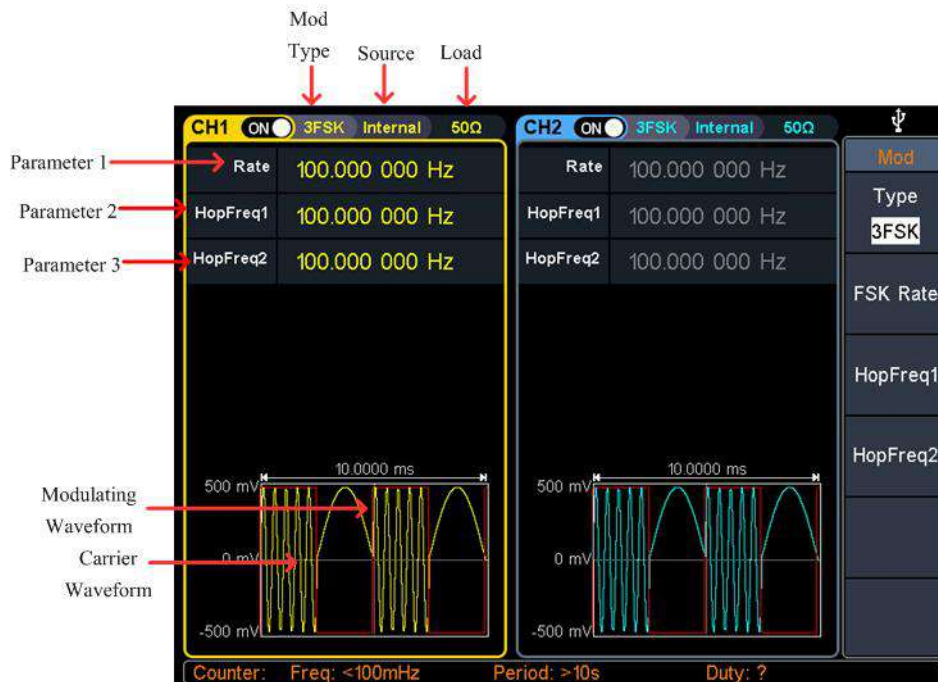 Mod
Type
Source
Load
CH1 ON 3FSK Internal 50Ω
CH2 ON 3FSK Internal 50Ω
Parameter 1
Rate 100.000 000 Hz
Rate 100.000 000 Hz
Parameter 2
HopFreq1 100.000 000 Hz
HopFreq1 100.000 000 Hz
Parameter 3
HopFreq2 100.000 000 Hz
HopFreq2 100.000 000 Hz
Mod
Type
3FSK
FSK Rate
HopFreq1
HopFreq2
10.0000 ms
500 mV
0 mV
-500 mV
10.0000 ms
500 mV
0 mV
-500 mV
Modulating
Waveform
Carrier
Waveform
Counter: Freq: <100mHz Period: >10s Duty: ?